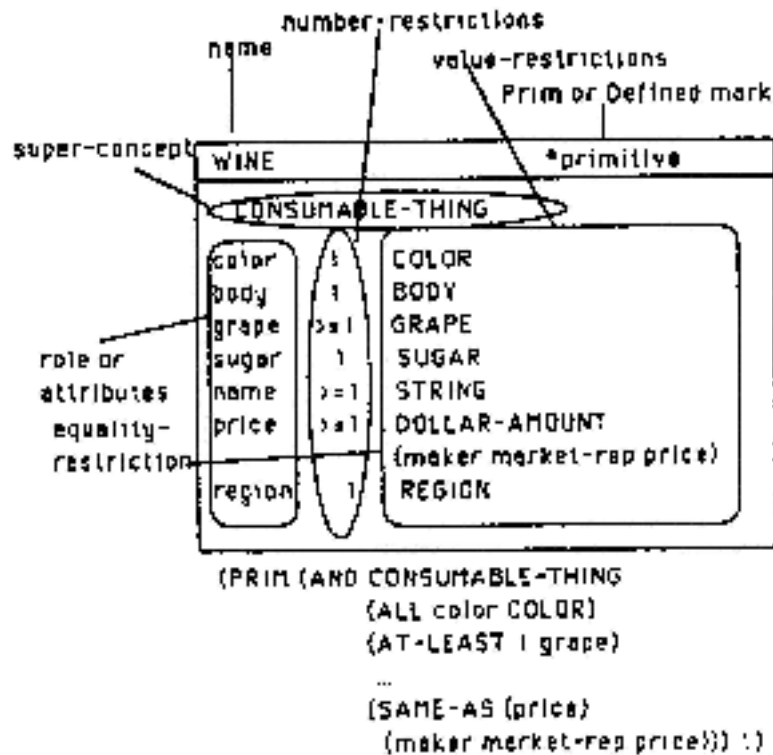 number-restrictions
name
value-restrictions
Prim or Defined mark
super-concept
WINE *primitive
CONSUMABLE-THING
color 1 COLOR
body 1 BODY
grape >=1 GRAPE
sugar 1 SUGAR
role or
attributes
name >=1 STRING
price >=1 DOLLAR-AMOUNT
equality-
restriction
(maker market-rep price)
region 1 REGION
(PRIM (AND CONSUMABLE-THING
(ALL color COLOR)
(AT-LEAST 1 grape)
...
(SAME-AS (price)
(maker market-rep price))) 1)